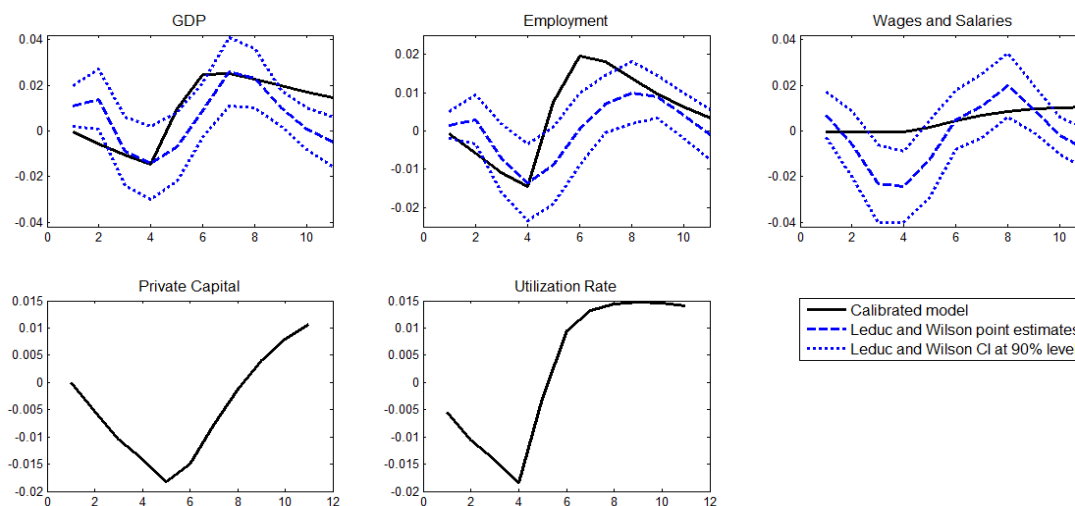 GDP
0.04
0.02
0
-0.02
-0.04
0 2 4 6 8 10
Employment
0.02
0.01
0
-0.01
-0.02
0 2 4 6 8 10
Wages and Salaries
0.04
0.02
0
-0.02
-0.04
0 2 4 6 8 10
Private Capital
0.015
0.01
0.005
0
-0.005
-0.01
-0.015
-0.02
0 2 4 6 8 10 12
Utilization Rate
0.015
0.01
0.005
0
-0.005
-0.01
-0.015
-0.02
0 2 4 6 8 10 12
Calibrated model
Leduc and Wilson point estimates
Leduc and Wilson CI at 90% leve